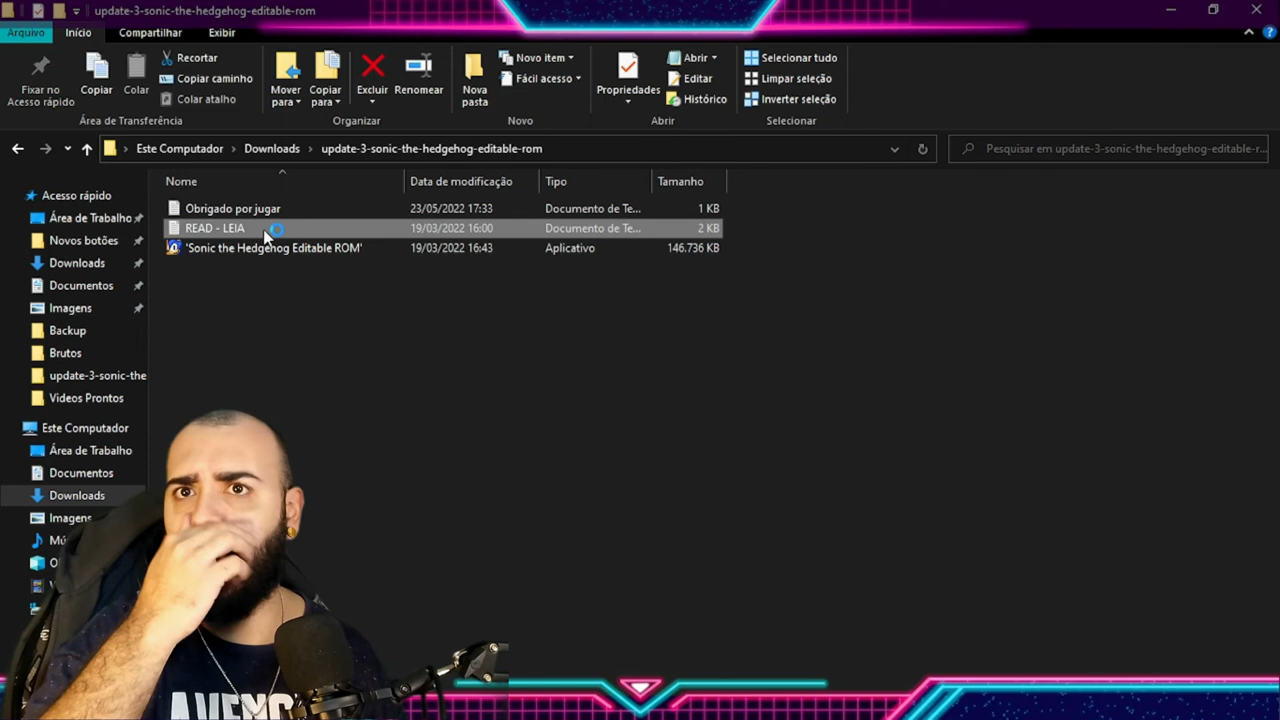 update-3-sonic-the-hedgehog-editable-rom
Arquivo Início Compartilhar Exibir
Fixar no Acesso rápido
Copiar
Colar
Recortar
Copiar caminho
Colar atalho
Mover para
Copiar para
Excluir
Renomear
Nova pasta
Novo item
Fácil acesso
Propriedades
Abrir
Editar
Histórico
Selecionar tudo
Limpar seleção
Inverter seleção
Área de Transferência Organizar Novo Abrir Selecionar
Este Computador > Downloads > update-3-sonic-the-hedgehog-editable-rom
Pesquisar em update-3-sonic-the-hedgehog-editable-r...
Nome Data de modificação Tipo Tamanho
Obrigado por jugar 23/05/2022 17:33 Documento de Te... 1 KB
READ - LEIA 19/03/2022 16:00 Documento de Te... 2 KB
'Sonic the Hedgehog Editable ROM' 19/03/2022 16:43 Aplicativo 146.736 KB
Acesso rápido
Área de Trabalho
Novos botões
Downloads
Documentos
Imagens
Backup
Brutos
update-3-sonic-the
Videos Prontos
Este Computador
Área de Trabalho
Documentos
Downloads
Imagens